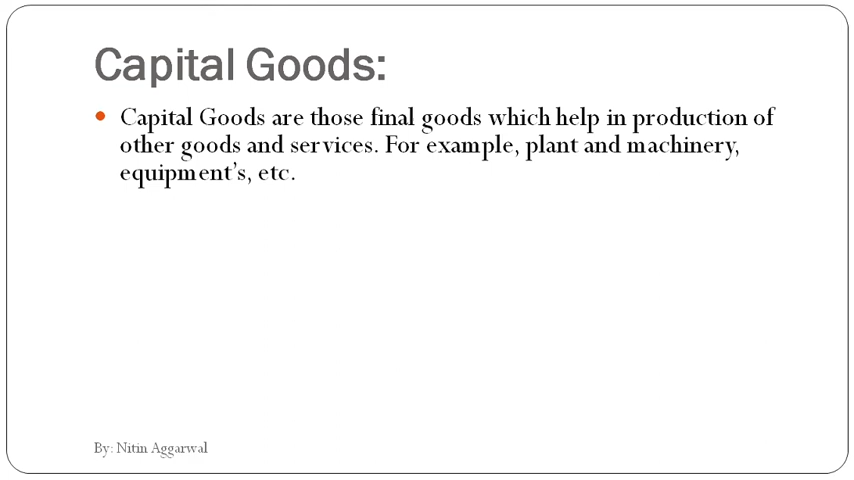 Capital Goods:
• Capital Goods are those final goods which help in production of
other goods and services. For example, plant and machinery,
equipment's, etc.
By: Nitin Aggarwal